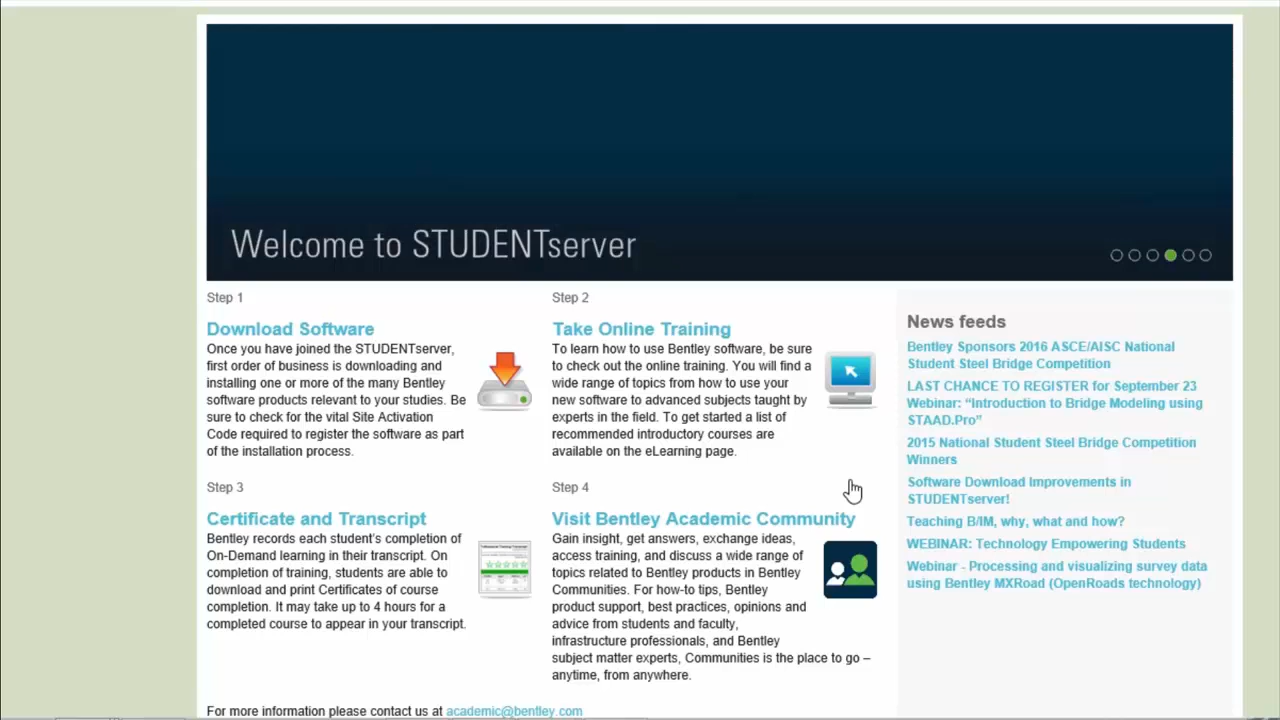 Welcome to STUDENTserver
Step 1
Download Software
Once you have joined the STUDENTserver,
first order of business is downloading and
installing one or more of the many Bentley
software products relevant to your studies. Be
sure to check for the vital Site Activation
Code required to register the software as part
of the installation process.
Step 2
Take Online Training
To learn how to use Bentley software, be sure
to check out the online training. You will find a
wide range of topics from how to use your
new software to advanced subjects taught by
experts in the field. To get started a list of
recommended introductory courses are
available on the eLearning page.
Step 3
Certificate and Transcript
Bentley records each student's completion of
On-Demand learning in their transcript. On
completion of training, students are able to
download and print Certificates of course
completion. It may take up to 4 hours for a
completed course to appear in your transcript.
Step 4
Visit Bentley Academic Community
Gain insight, get answers, exchange ideas,
access training, and discuss a wide range of
topics related to Bentley products in Bentley
Communities. For how-to tips, Bentley
product support, best practices, opinions and
advice from students and faculty,
infrastructure professionals, and Bentley
subject matter experts, Communities is the place to go –
anytime, from anywhere.
For more information please contact us at academic@bentley.com
News feeds
Bentley Sponsors 2016 ASCE/AISC National
Student Steel Bridge Competition
LAST CHANCE TO REGISTER for September 23
Webinar: “Introduction to Bridge Modeling using
STAAD.Pro”
2015 National Student Steel Bridge Competition
Winners
Software Download Improvements in
STUDENTserver!
Teaching B/IM, why, what and how?
WEBINAR: Technology Empowering Students
Webinar - Processing and visualizing survey data
using Bentley MXRoad (OpenRoads technology)